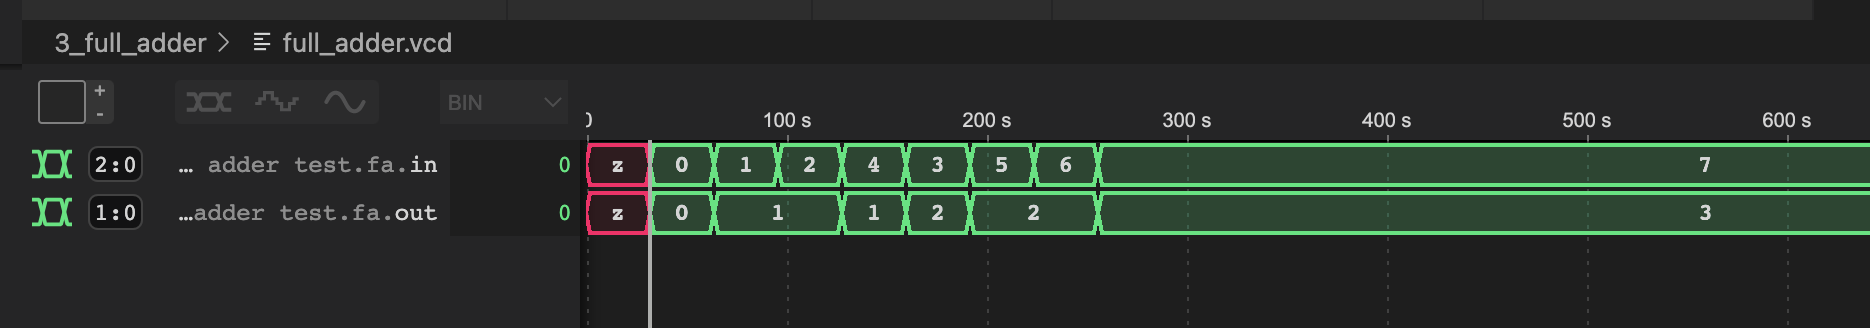 3_full_adder > full_adder.vcd
+
-
BIN
0 100 s 200 s 300 s 400 s 500 s 600 s
2:0 … adder test.fa.in 0 z 0 1 2 4 3 5 6 7
1:0 …adder test.fa.out 0 z 0 1 1 2 2 3